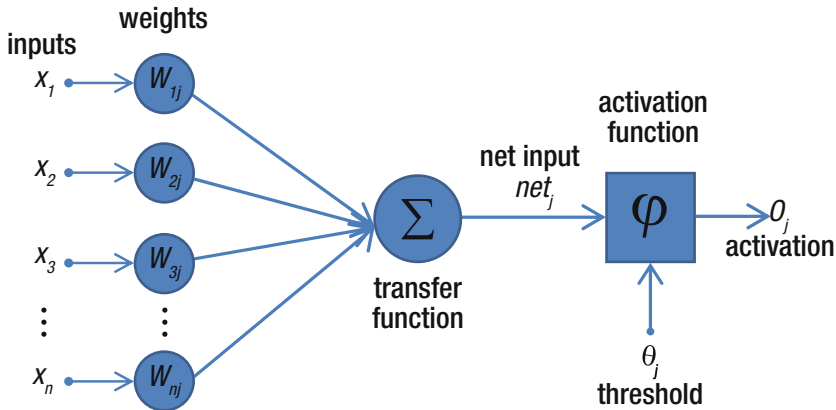 weights
inputs
x₁
W₁ⱼ
x₂
W₂ⱼ
x₃
W₃ⱼ
⋮
⋮
xₙ
Wₙⱼ
Σ
transfer
function
net input
netⱼ
activation
function
φ
Oⱼ
activation
θⱼ
threshold